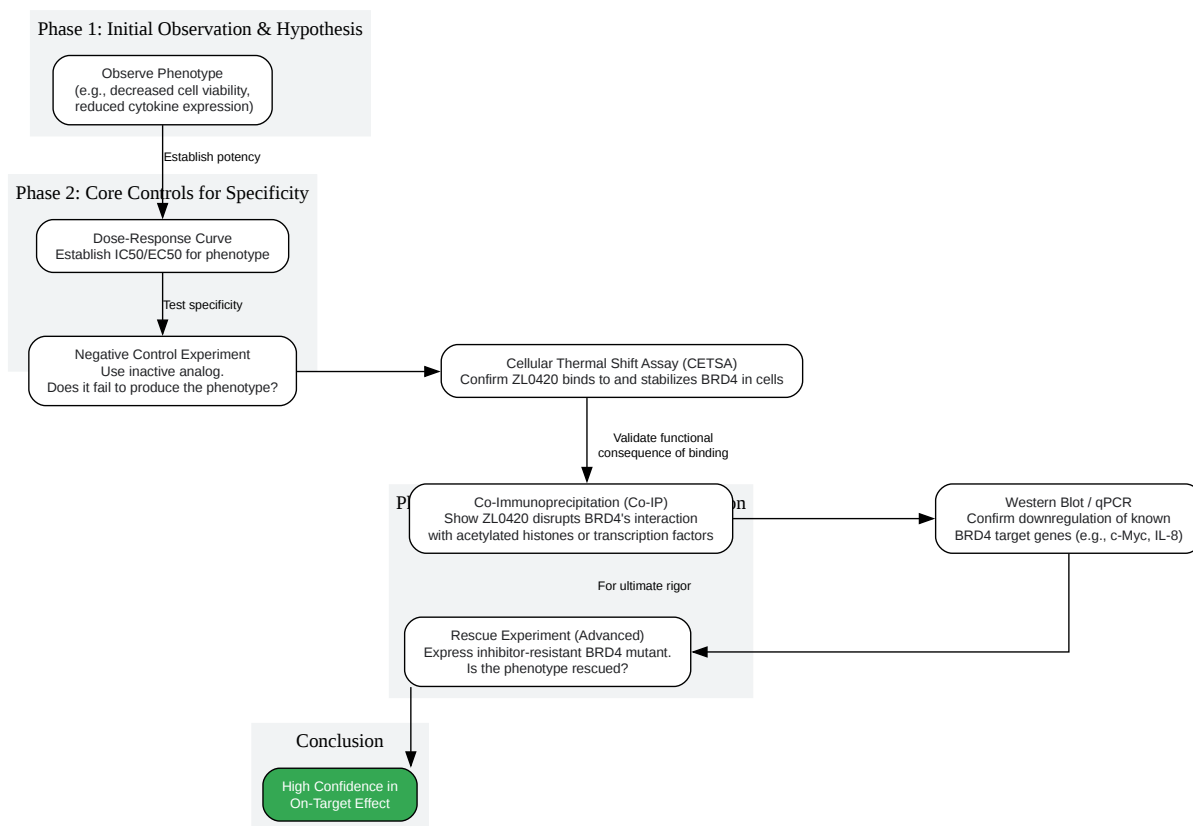 Phase 1: Initial Observation & Hypothesis
Observe Phenotype
(e.g., decreased cell viability,
reduced cytokine expression)
Establish potency
Phase 2: Core Controls for Specificity
Dose-Response Curve
Establish IC50/EC50 for phenotype
Test specificity
Negative Control Experiment
Use inactive analog.
Does it fail to produce the phenotype?
Cellular Thermal Shift Assay (CETSA)
Confirm ZL0420 binds to and stabilizes BRD4 in cells
Validate functional
consequence of binding
Co-Immunoprecipitation (Co-IP)
Show ZL0420 disrupts BRD4's interaction
with acetylated histones or transcription factors
Western Blot / qPCR
Confirm downregulation of known
BRD4 target genes (e.g., c-Myc, IL-8)
For ultimate rigor
Rescue Experiment (Advanced)
Express inhibitor-resistant BRD4 mutant.
Is the phenotype rescued?
Conclusion
High Confidence in
On-Target Effect